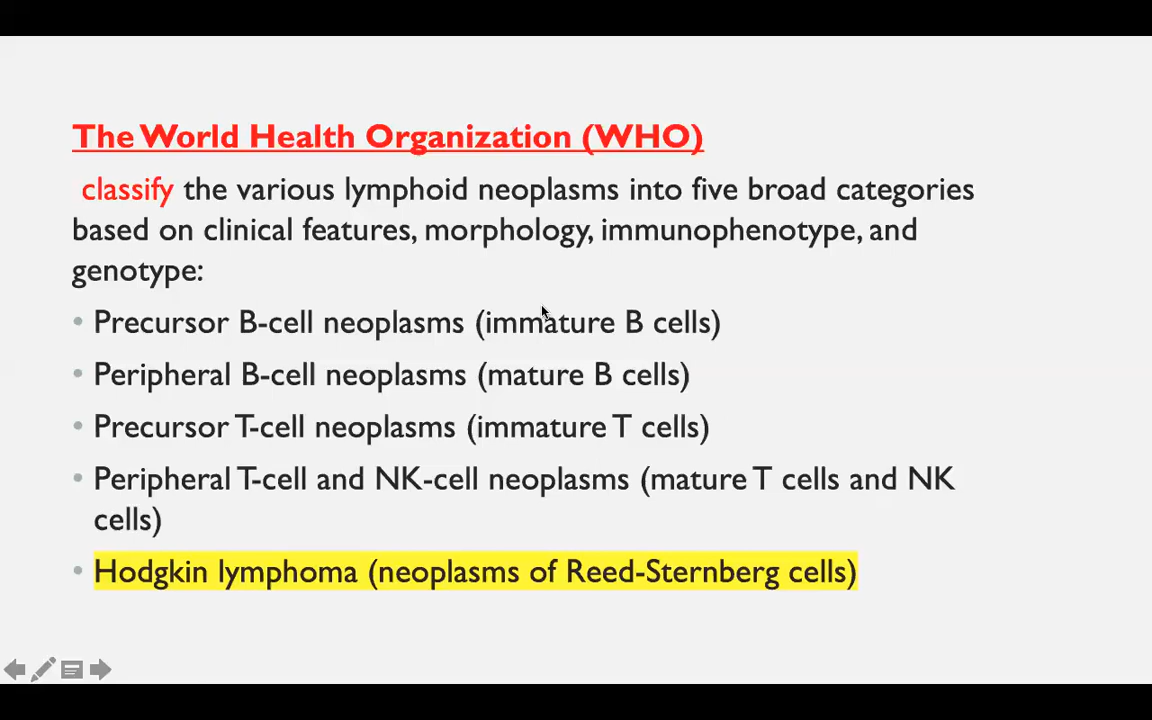 The World Health Organization (WHO)
classify the various lymphoid neoplasms into five broad categories
based on clinical features, morphology, immunophenotype, and
genotype:
• Precursor B-cell neoplasms (immature B cells)
• Peripheral B-cell neoplasms (mature B cells)
• Precursor T-cell neoplasms (immature T cells)
• Peripheral T-cell and NK-cell neoplasms (mature T cells and NK
cells)
• Hodgkin lymphoma (neoplasms of Reed-Sternberg cells)